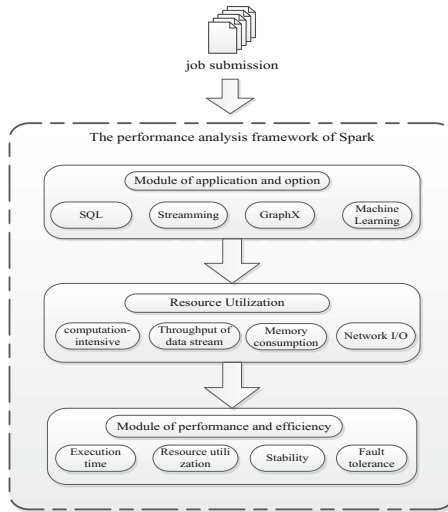 job submission
The performance analysis framework of Spark
Module of application and option
SQL
Streamming
GraphX
Machine
Learning
Resource Utilization
computation-
intensive
Throughput of
data stream
Memory
consumption
Network I/O
Module of performance and efficiency
Execution
time
Resource utili
zation
Stability
Fault
tolerance